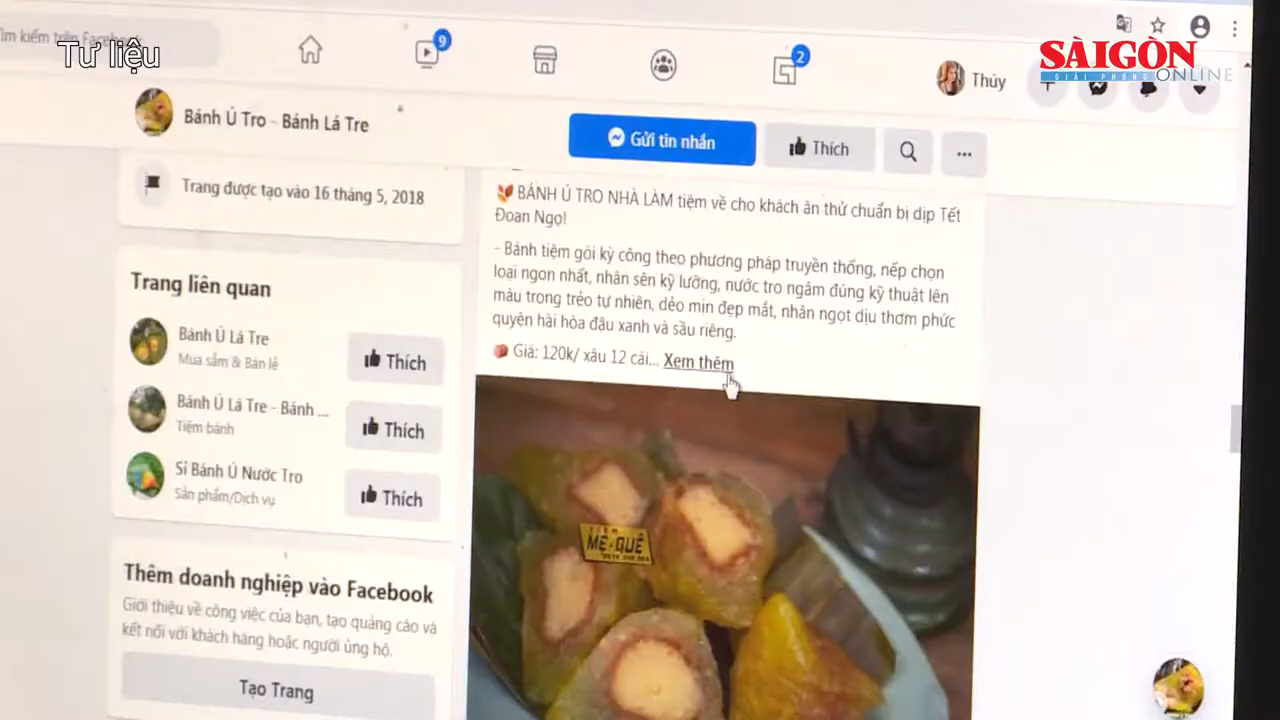 Tư liệu
SÀIGÒN
GIẢI PHÓNG ONLINE
9
2
Thúy
Bánh Ú Tro - Bánh Lá Tre
Gửi tin nhắn
Thích
Trang được tạo vào 16 tháng 5, 2018
BÁNH Ú TRO NHÀ LÀM tiệm về cho khách ăn thử chuẩn bị dịp Tết
Đoan Ngọ!
- Bánh tiệm gói kỳ công theo phương pháp truyền thống, nếp chọn
loại ngon nhất, nhân sên kỹ lưỡng, nước tro ngâm đúng kỹ thuật lên
màu trong trẻo tự nhiên, dẻo mịn đẹp mắt, nhân ngọt dịu thơm phức
quyện hài hòa đậu xanh và sầu riêng.
Giá: 120k/ xâu 12 cái... Xem thêm
Trang liên quan
Bánh Ú Lá Tre
Mua sắm & Bán lẻ
Thích
Bánh Ú Lá Tre - Bánh ...
Tiệm bánh
Thích
Sỉ Bánh Ú Nước Tro
Sản phẩm/Dịch vụ
Thích
Thêm doanh nghiệp vào Facebook
Giới thiệu về công việc của bạn, tạo quảng cáo và
kết nối với khách hàng hoặc người ủng hộ.
Tạo Trang
TIỆM
MÊ-QUÊ